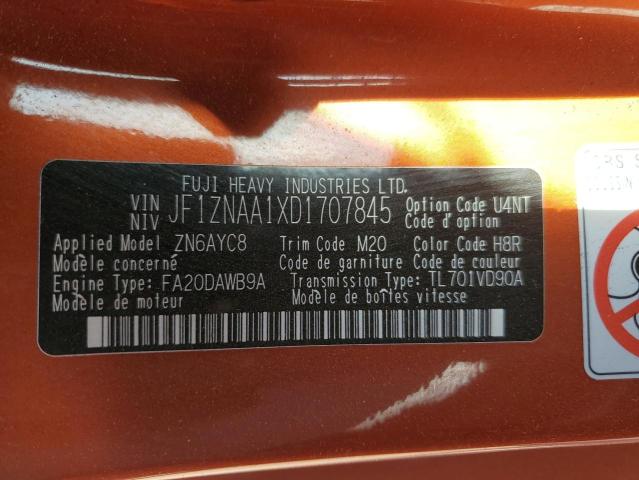 FUJI HEAVY INDUSTRIES LTD.
VIN NIV JF1ZNAA1XD1707845 Option Code U4NT
Code d'option
Applied Model ZN6AYC8 Trim Code M20 Color Code H8R
Modèle concerné Code de garniture Code de couleur
Engine Type: FA20DAWB9A Transmission Type: TL701VD90A
Modèle de moteur Modèle de boîtes vitesse